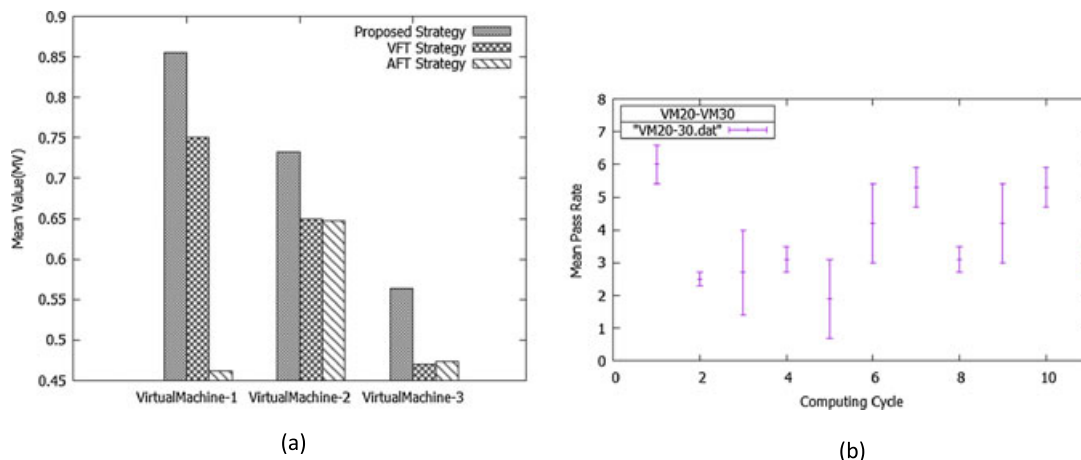 0.9
0.85
0.8
0.75
0.7
0.65
0.6
0.55
0.5
0.45
Mean Value(MV)
Proposed Strategy
VFT Strategy
AFT Strategy
VirtualMachine-1
VirtualMachine-2
VirtualMachine-3
(a)
8
7
6
5
4
3
2
1
0
Mean Pass Rate
VM20-VM30
"VM20-30.dat"
0
2
4
6
8
10
Computing Cycle
(b)